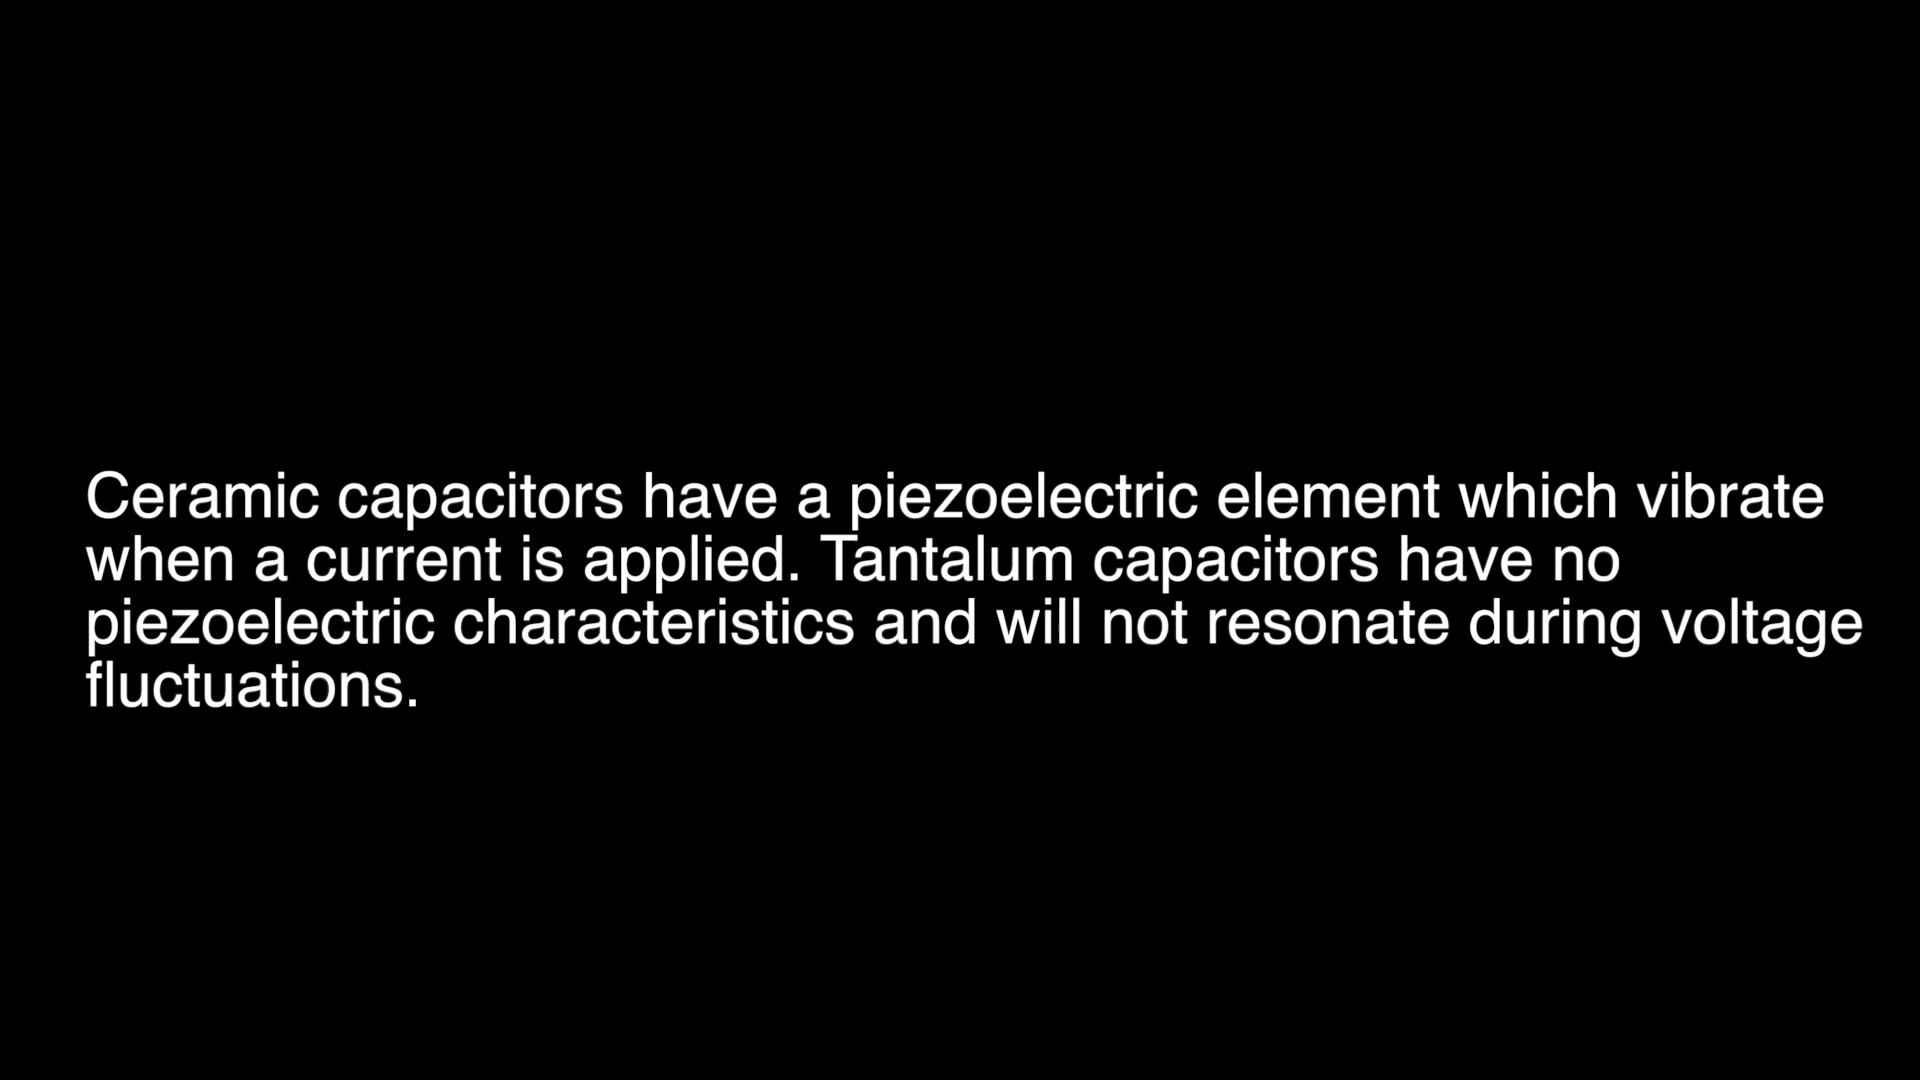 Ceramic capacitors have a piezoelectric element which vibrate
when a current is applied. Tantalum capacitors have no
piezoelectric characteristics and will not resonate during voltage
fluctuations.